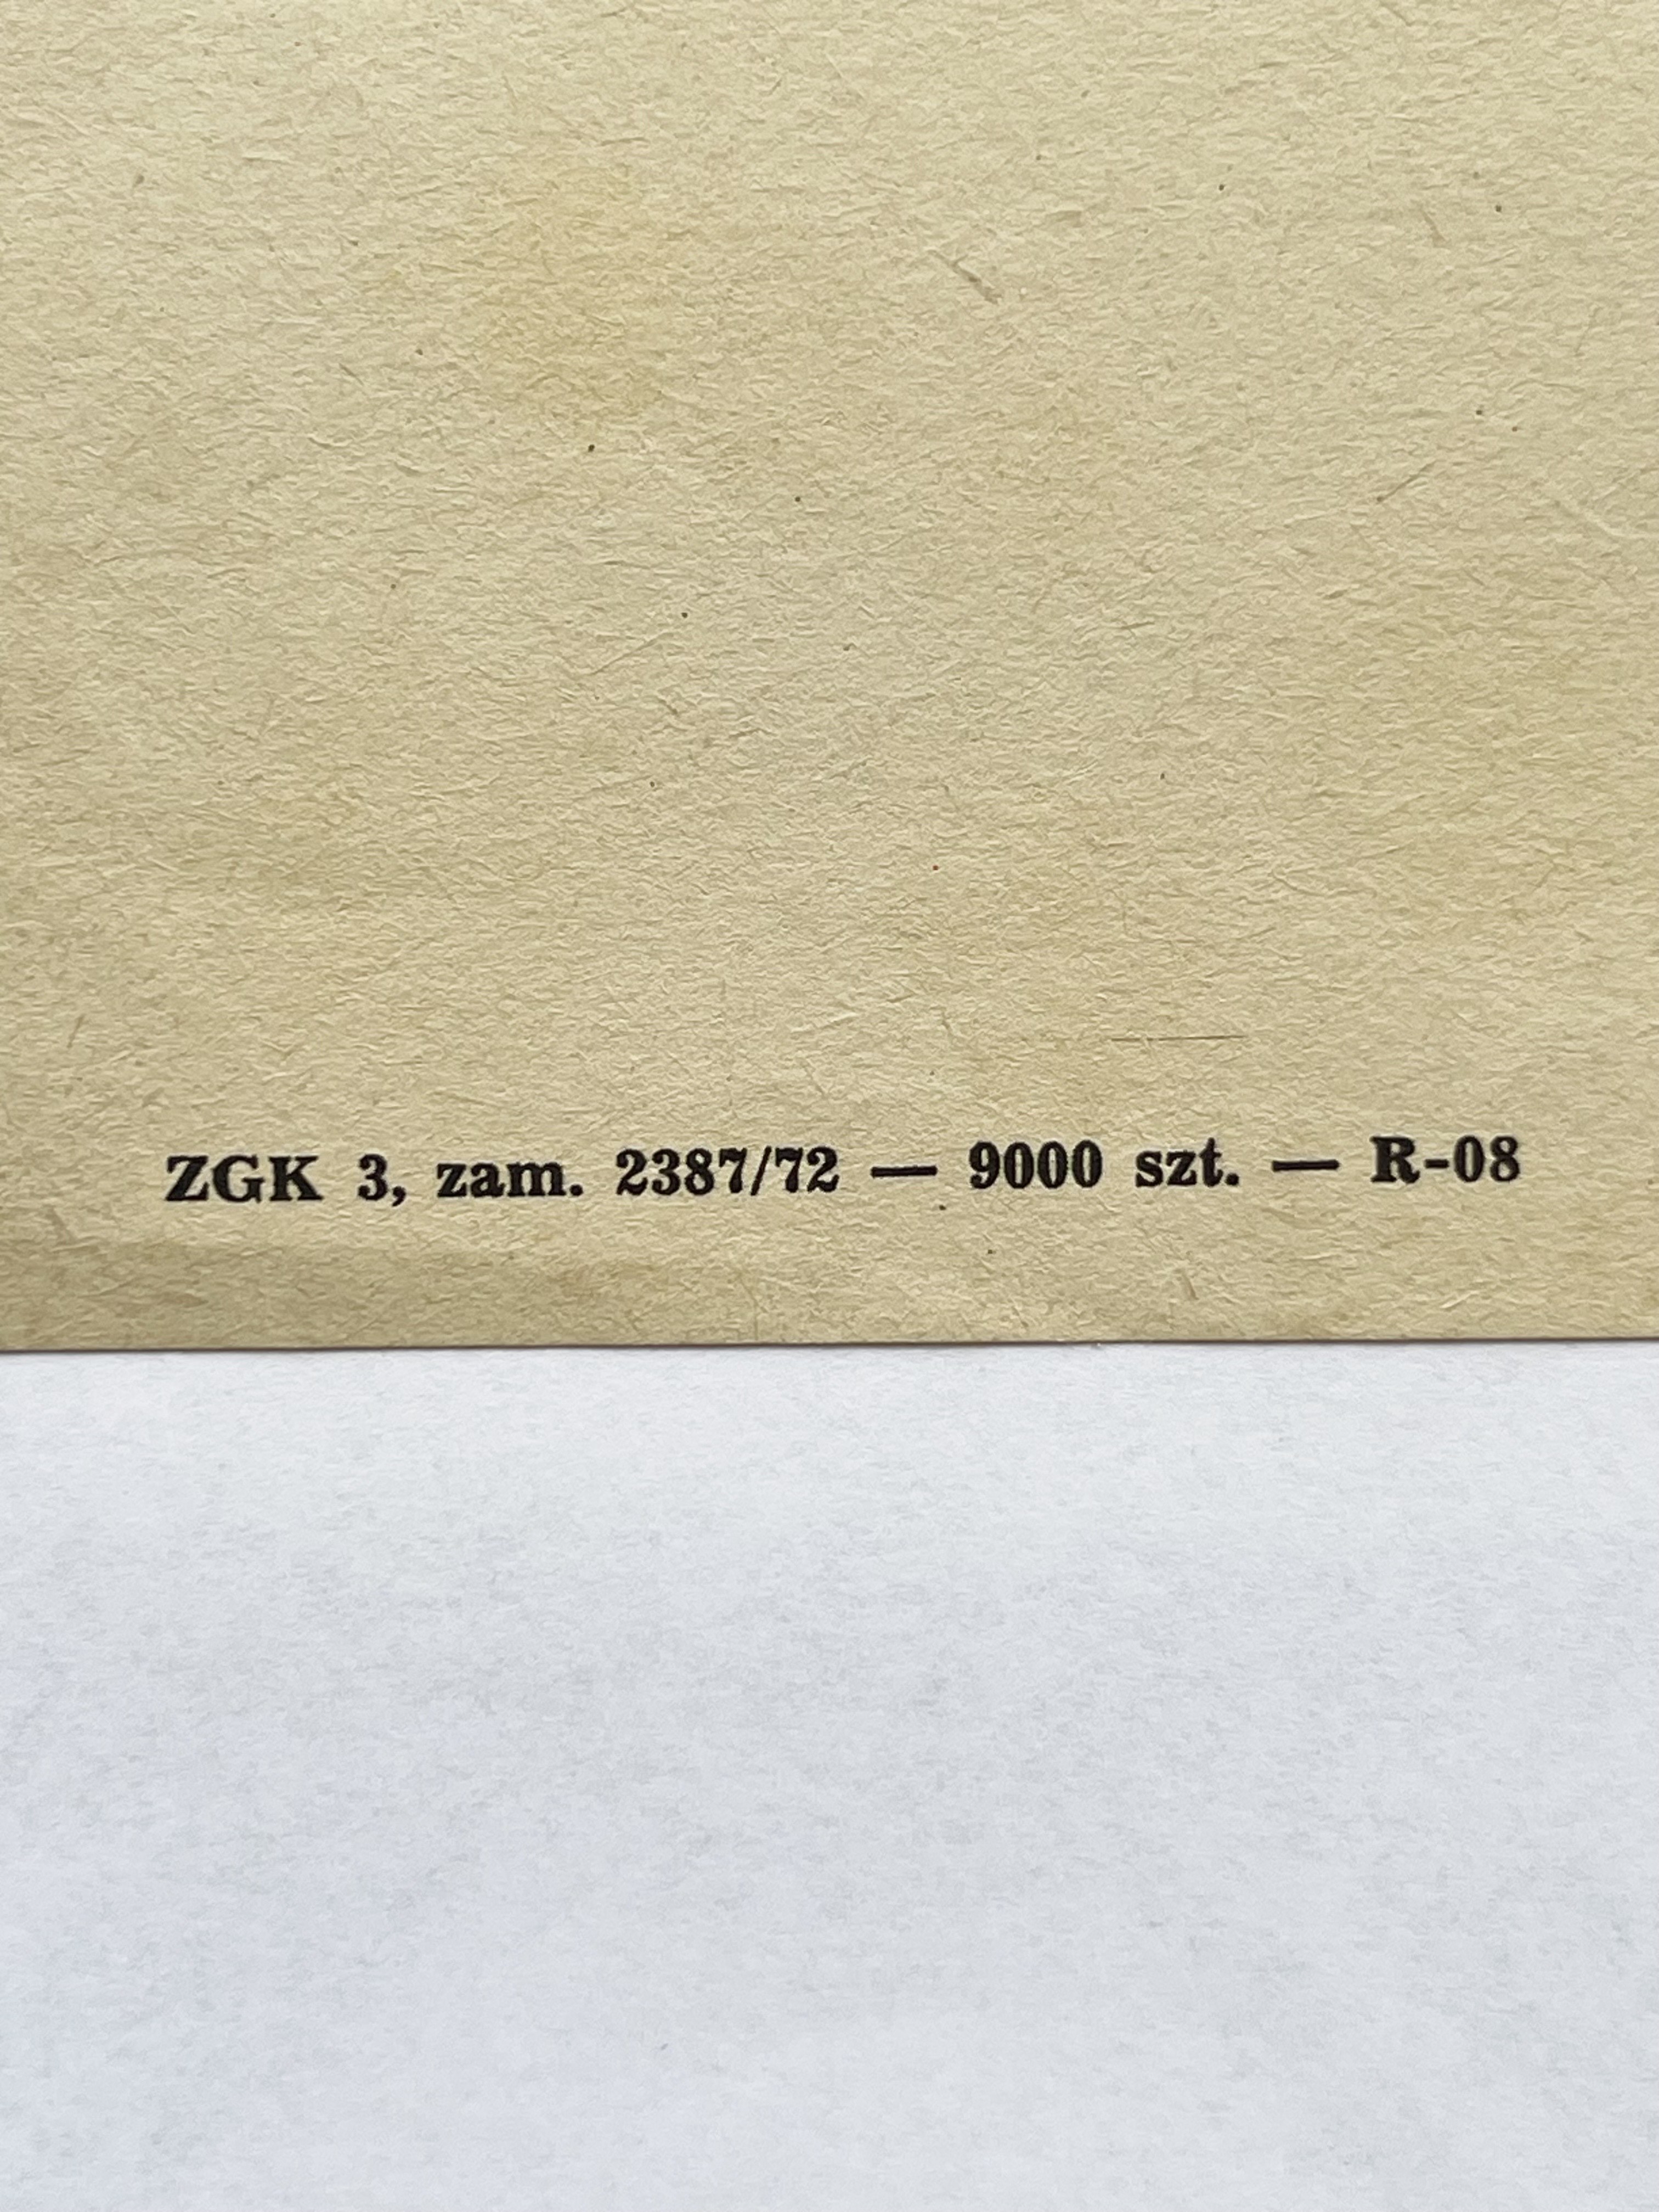 ZGK 3, zam. 2387/72 — 9000 szt. — R-08